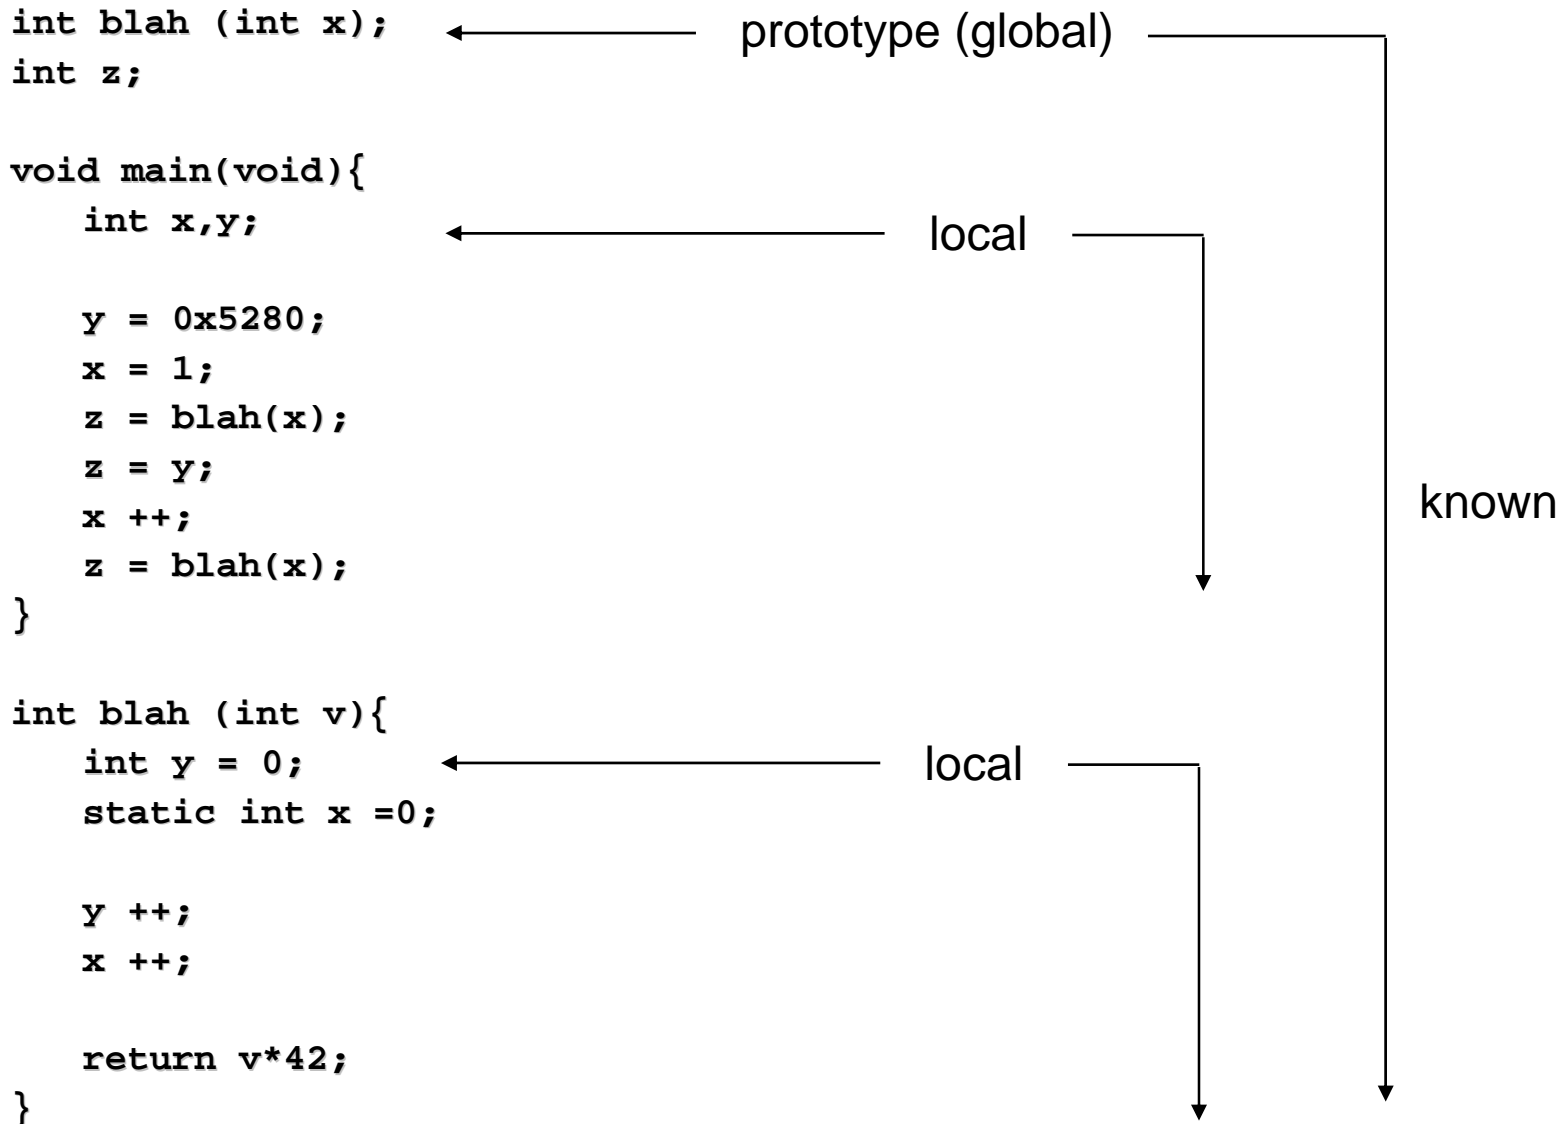 int blah (int x); prototype (global)
int z;
void main(void){
int x,y; local
y = 0x5280;
x = 1;
z = blah(x);
z = y;
known
x ++;
z = blah(x);
}
int blah (int v){
int y = 0; local
static int x =0;
y ++;
x ++;
return v*42;
}